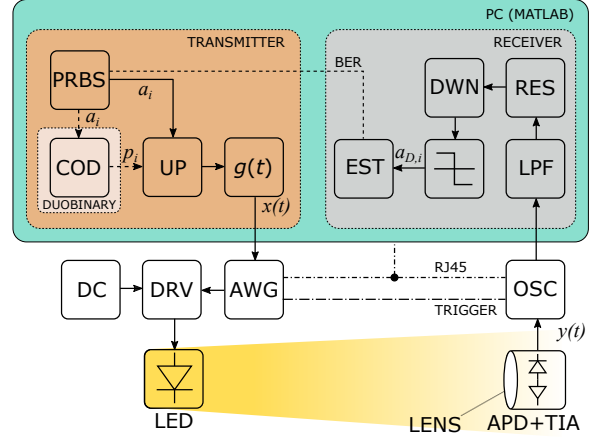 PC (MATLAB)
TRANSMITTER
RECEIVER
PRBS
a_i
BER
DWN
RES
a_i
COD
p_i
UP
g(t)
EST
a_{D,i}
LPF
DUOBINARY
x(t)
DC
DRV
AWG
RJ45
OSC
TRIGGER
y(t)
LED
LENS
APD+TIA